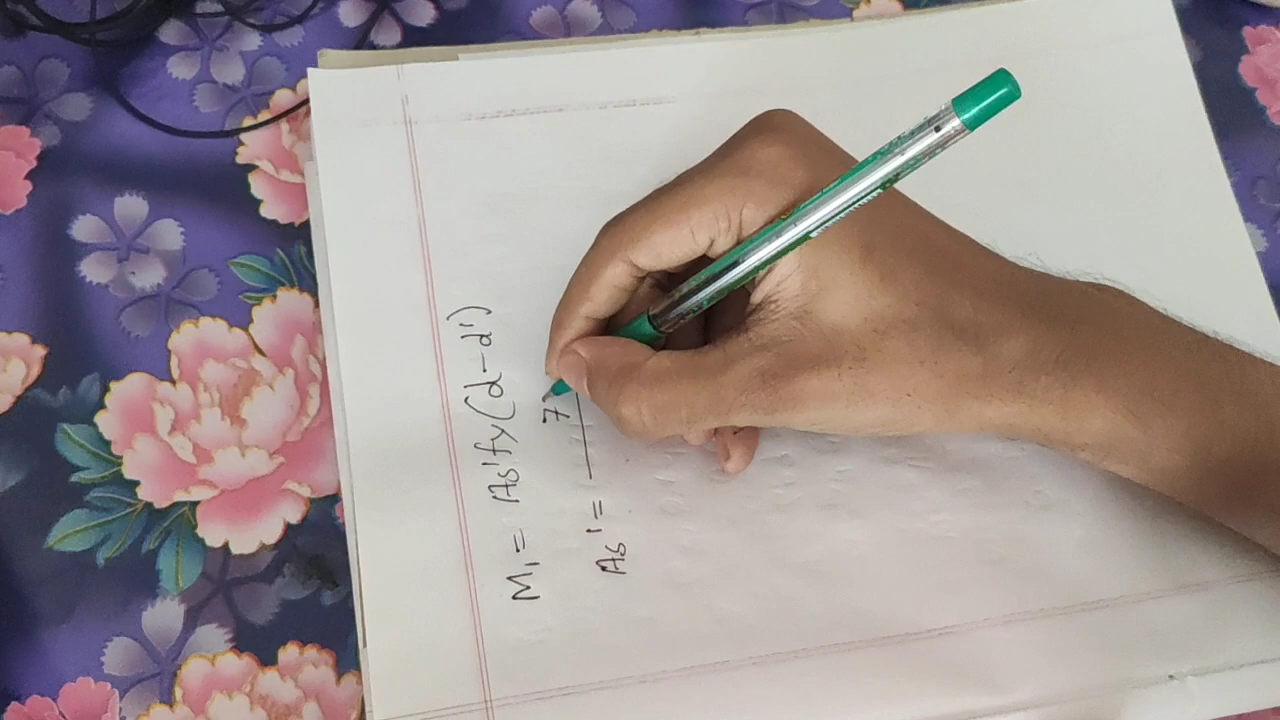 M₁ = As'fy(d-d')
7
As' =